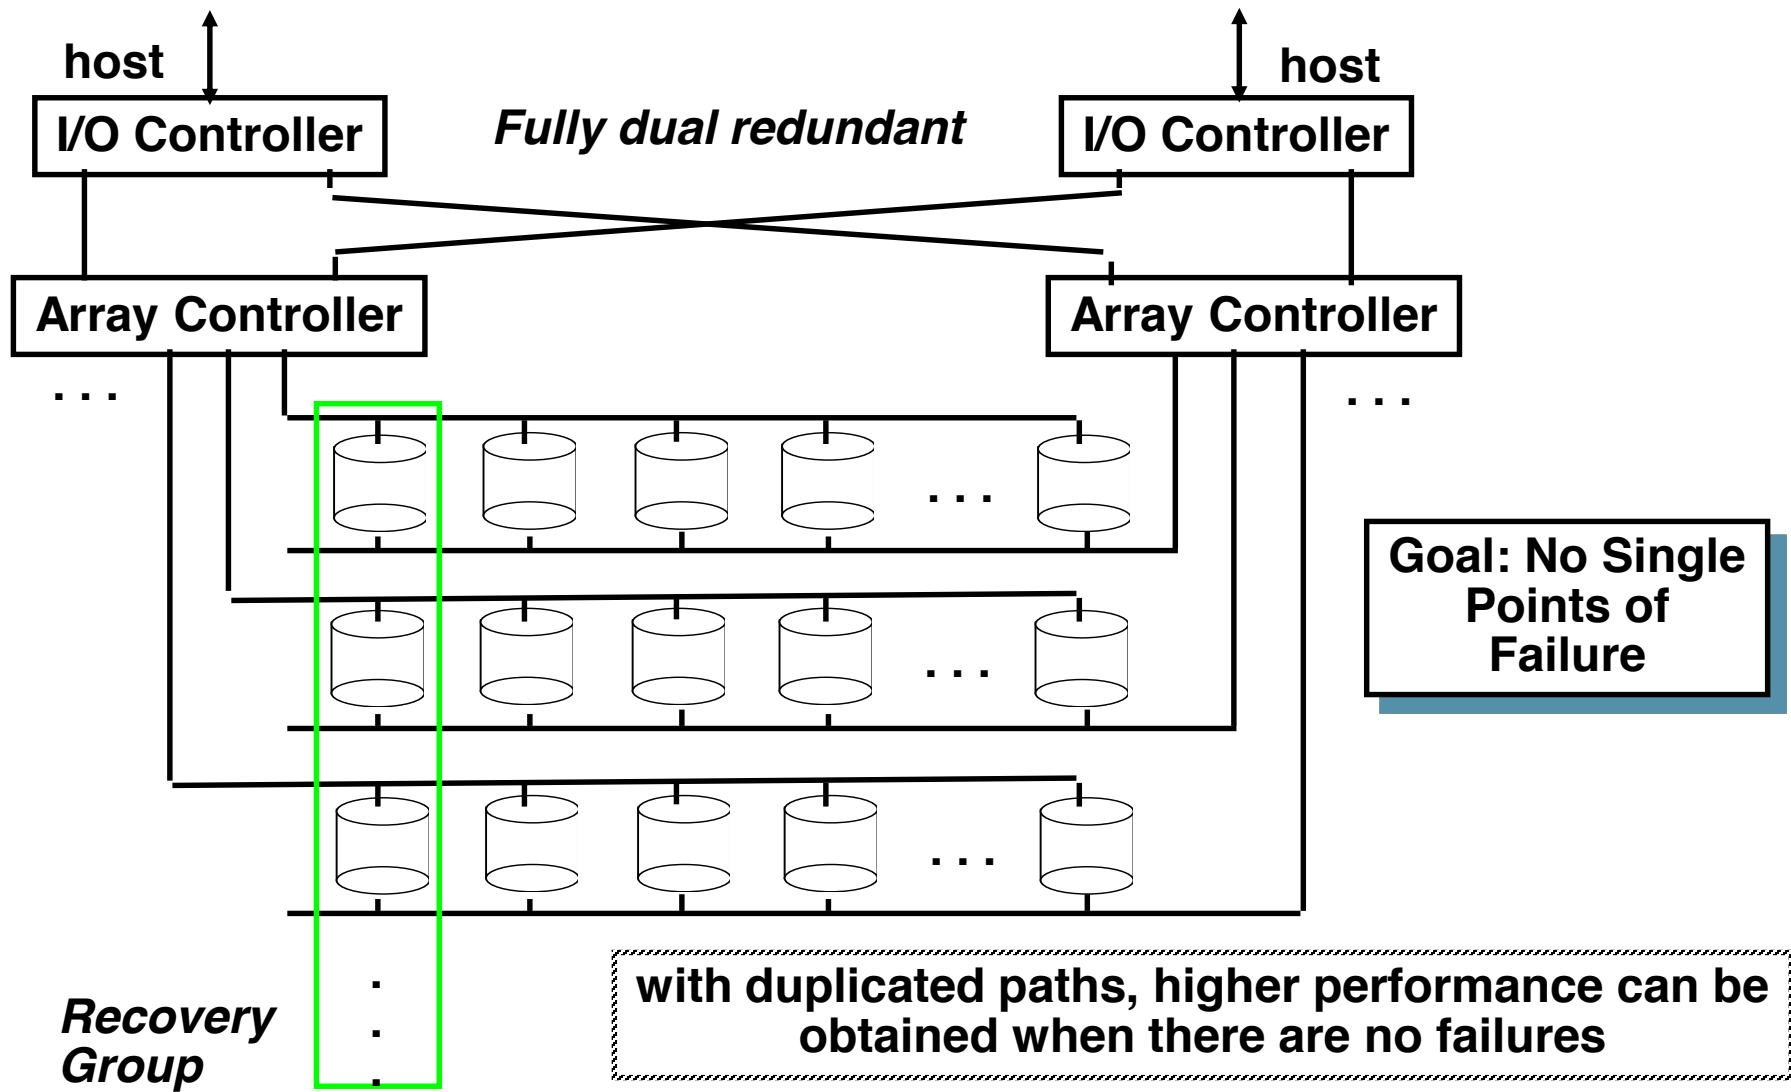 host
host
I/O Controller
Fully dual redundant
I/O Controller
Array Controller
Array Controller
. . .
. . .
. . .
Goal: No Single
Points of
Failure
. . .
. . .
with duplicated paths, higher performance can be
obtained when there are no failures
Recovery
Group
.
.
.